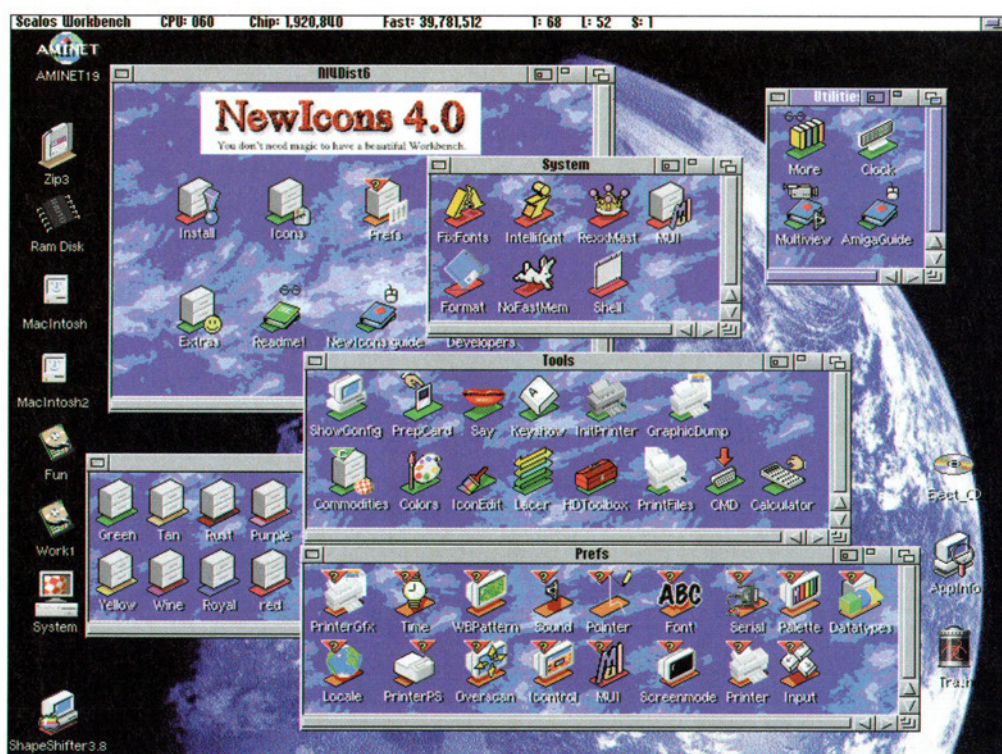 Scalos Workbench CPU: 060 Chip: 1,920,840 Fast: 39,781,512 T: 68 L: 52 S: 1
AMINET
AMINET19
Zip3
Ram Disk
MacIntosh
MacIntosh2
Fun
Work1
System
ShapeShifter3.8
NI4Dist6
NewIcons 4.0
You don't need magic to have a beautiful Workbench.
Install Icons Prefs
Extras Readme! NewIcons guide Developers
System
FixFonts Intellifont RexxMast MUI
Format NoFastMem Shell
Utilities
More Clock
Multiview AmigaGuide
Tools
ShowConfig PrepCard Say Keyshow InitPrinter GraphicDump
Commodities Colors IconEdit Lacer HDToolbox PrintFiles CMD Calculator
Green Tan Rust Purple
Yellow Wine Royal red
Prefs
ABC
PrinterGfx Time WBPattern Sound Pointer Font Serial Palette Datatypes
Locale PrinterPS Overscan Icontrol MUI Screenmode Printer Input
Eject_CD
AppInfo
Trash